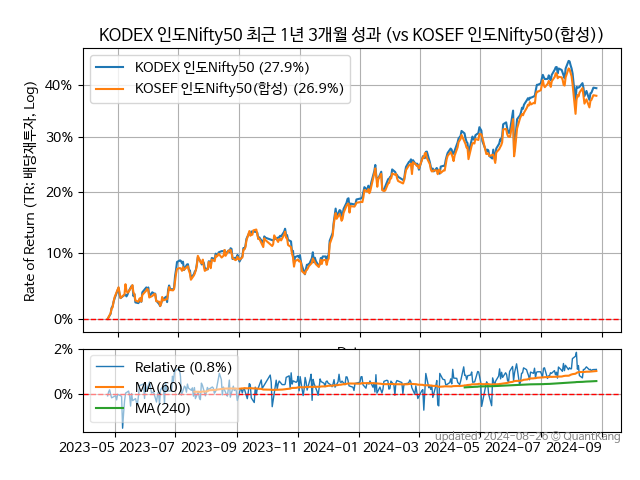 KODEX 인도Nifty50 최근 1년 3개월 성과 (vs KOSEF 인도Nifty50(합성))
Rate of Return (TR: 배당재투자, Log)
40%
30%
20%
10%
0%
KODEX 인도Nifty50 (27.9%)
KOSEF 인도Nifty50(합성) (26.9%)
2%
0%
Relative (0.8%)
MA(60)
MA(240)
2023-05 2023-07 2023-09 2023-11 2024-01 2024-03 2024-05 2024-07 2024-09
updated: 2024-08-26 © QuantKang